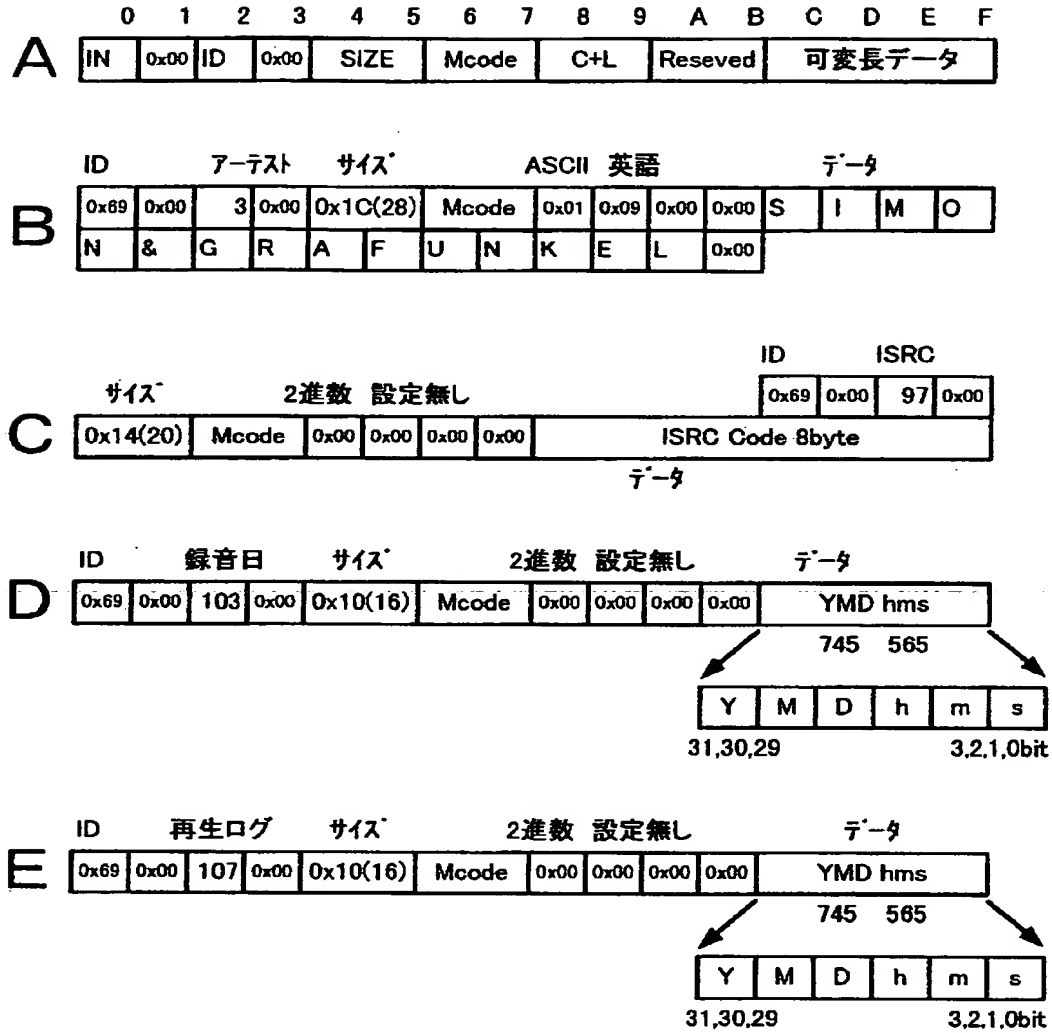 0 1 2 3 4 5 6 7 8 9 A B C D E F
A
IN 0x00 ID 0x00 SIZE Mcode C+L Reseved 可変長データ
ID アーテスト サイズ ASCII 英語 データ
B
0x69 0x00 3 0x00 0x1C(28) Mcode 0x01 0x09 0x00 0x00 S I M O
N & G R A F U N K E L 0x00
ID ISRC
0x69 0x00 97 0x00
サイズ 2進数 設定無し
C
0x14(20) Mcode 0x00 0x00 0x00 0x00 ISRC Code 8byte
データ
ID 録音日 サイズ 2進数 設定無し データ
D
0x69 0x00 103 0x00 0x10(16) Mcode 0x00 0x00 0x00 0x00 YMD hms
745 565
Y M D h m s
31,30,29 3,2,1,0bit
ID 再生ログ サイズ 2進数 設定無し データ
E
0x69 0x00 107 0x00 0x10(16) Mcode 0x00 0x00 0x00 0x00 YMD hms
745 565
Y M D h m s
31,30,29 3,2,1,0bit